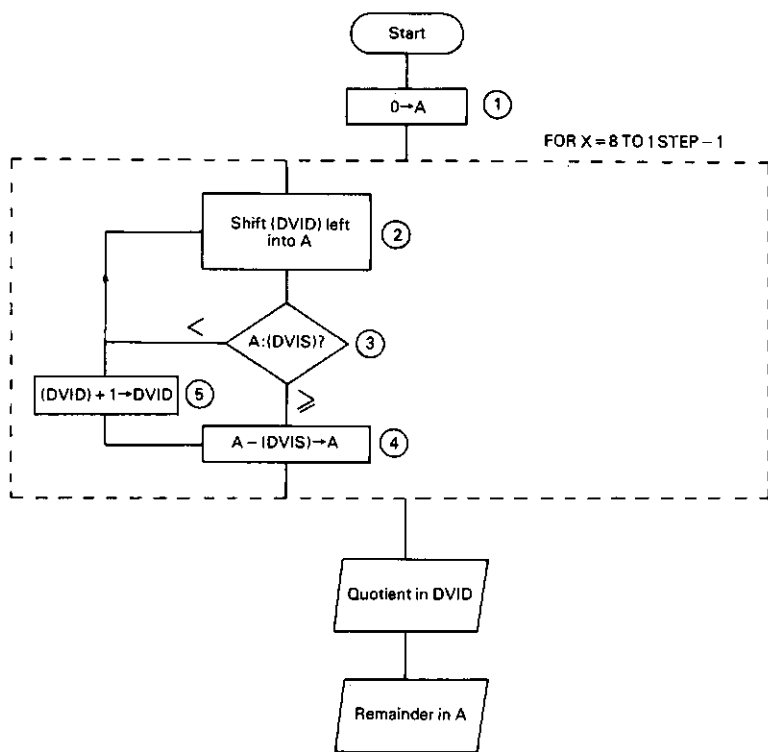 Start
0→A
1
FOR X = 8 TO 1 STEP – 1
Shift (DVID) left
into A
2
<
A:(DVIS)?
3
(DVID) + 1→DVID
5
⩾
A – (DVIS)→A
4
Quotient in DVID
Remainder in A